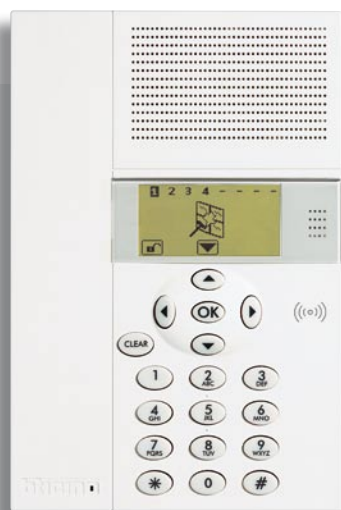 1 2 3 4 - - - -
OK
CLEAR
1 2 ABC 3 DEF
4 GHI 5 JKL 6 MNO
7 PQRS 8 TUV 9 WXYZ
* 0 #
bticino